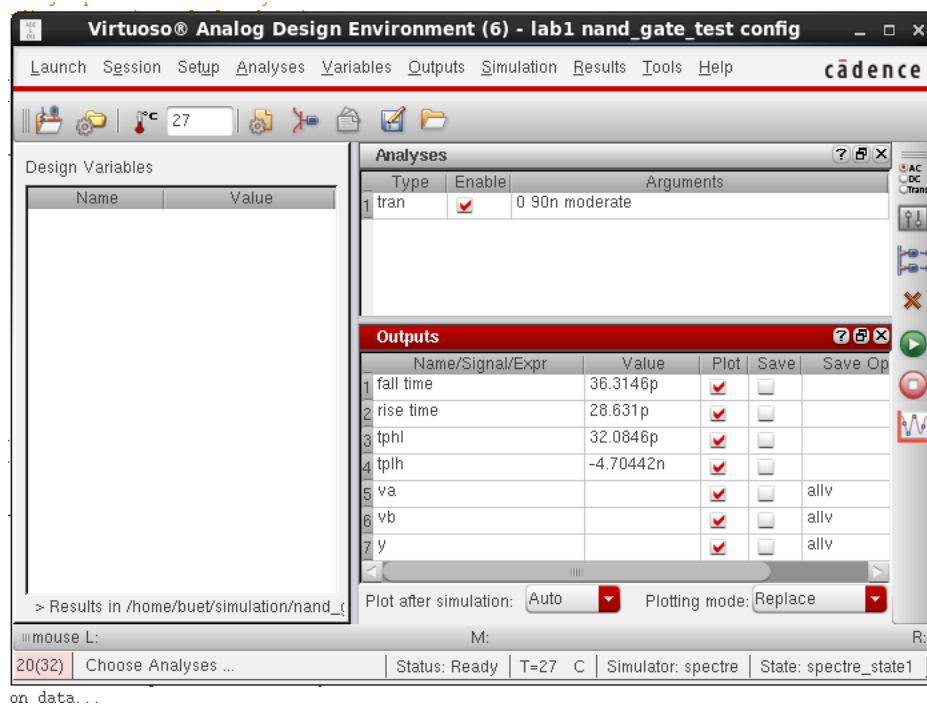 Virtuoso® Analog Design Environment (6) - lab1 nand_gate_test config
Launch Session Setup Analyses Variables Outputs Simulation Results Tools Help cādence
°C 27
Design Variables
Name Value
> Results in /home/buet/simulation/nand_g
Analyses
Type Enable Arguments
1 tran 0 90n moderate
AC
DC
Trans
Outputs
Name/Signal/Expr Value Plot Save Save Op
1 fall time 36.3146p
2 rise time 28.631p
3 tphl 32.0846p
4 tplh -4.70442n
5 va allv
6 vb allv
7 y allv
Plot after simulation: Auto Plotting mode: Replace
mouse L: M: R:
20(32) Choose Analyses ... Status: Ready T=27 C Simulator: spectre State: spectre_state1
on data...